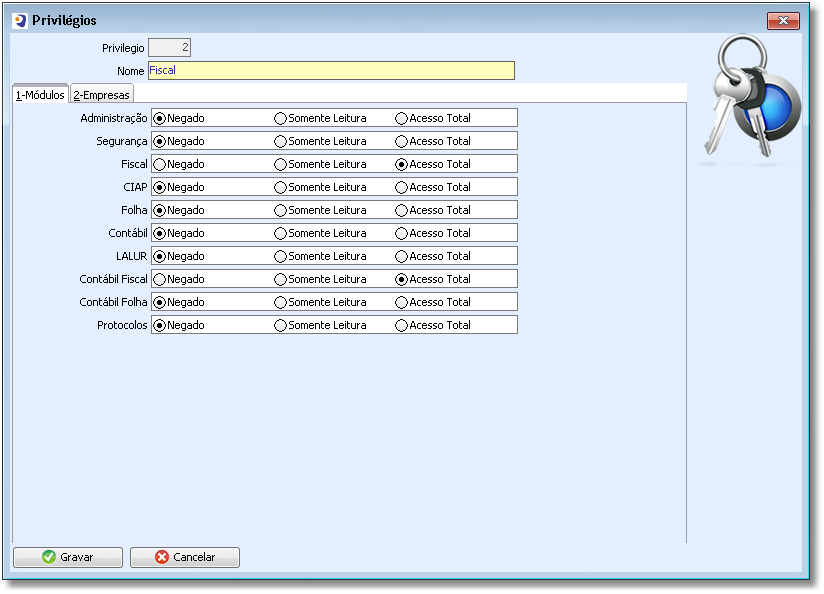 Privilégios
Privilegio 2
Nome Fiscal
1-Módulos 2-Empresas
Administração Negado Somente Leitura Acesso Total
Segurança Negado Somente Leitura Acesso Total
Fiscal Negado Somente Leitura Acesso Total
CIAP Negado Somente Leitura Acesso Total
Folha Negado Somente Leitura Acesso Total
Contábil Negado Somente Leitura Acesso Total
LALUR Negado Somente Leitura Acesso Total
Contábil Fiscal Negado Somente Leitura Acesso Total
Contábil Folha Negado Somente Leitura Acesso Total
Protocolos Negado Somente Leitura Acesso Total
Gravar Cancelar